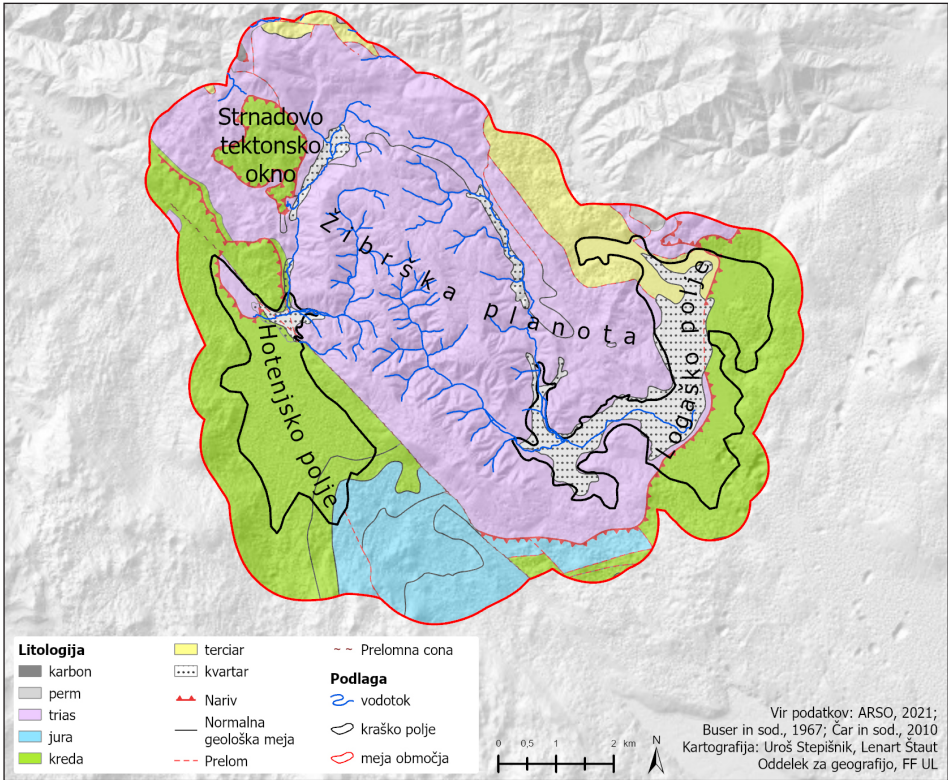 Strnadovo
tektonsko
okno
Žibrška planota
Hotenjsko polje
Logaško polje
Litologija
karbon
perm
trias
jura
kreda
terciar
kvartar
Nariv
Normalna
geološka meja
Prelom
Prelomna cona
Podlaga
vodotok
kraško polje
meja območja
0 0,5 1 2 km
N
Vir podatkov: ARSO, 2021;
Buser in sod., 1967; Čar in sod., 2010
Kartografija: Uroš Stepišnik, Lenart Štaut
Oddelek za geografijo, FF UL